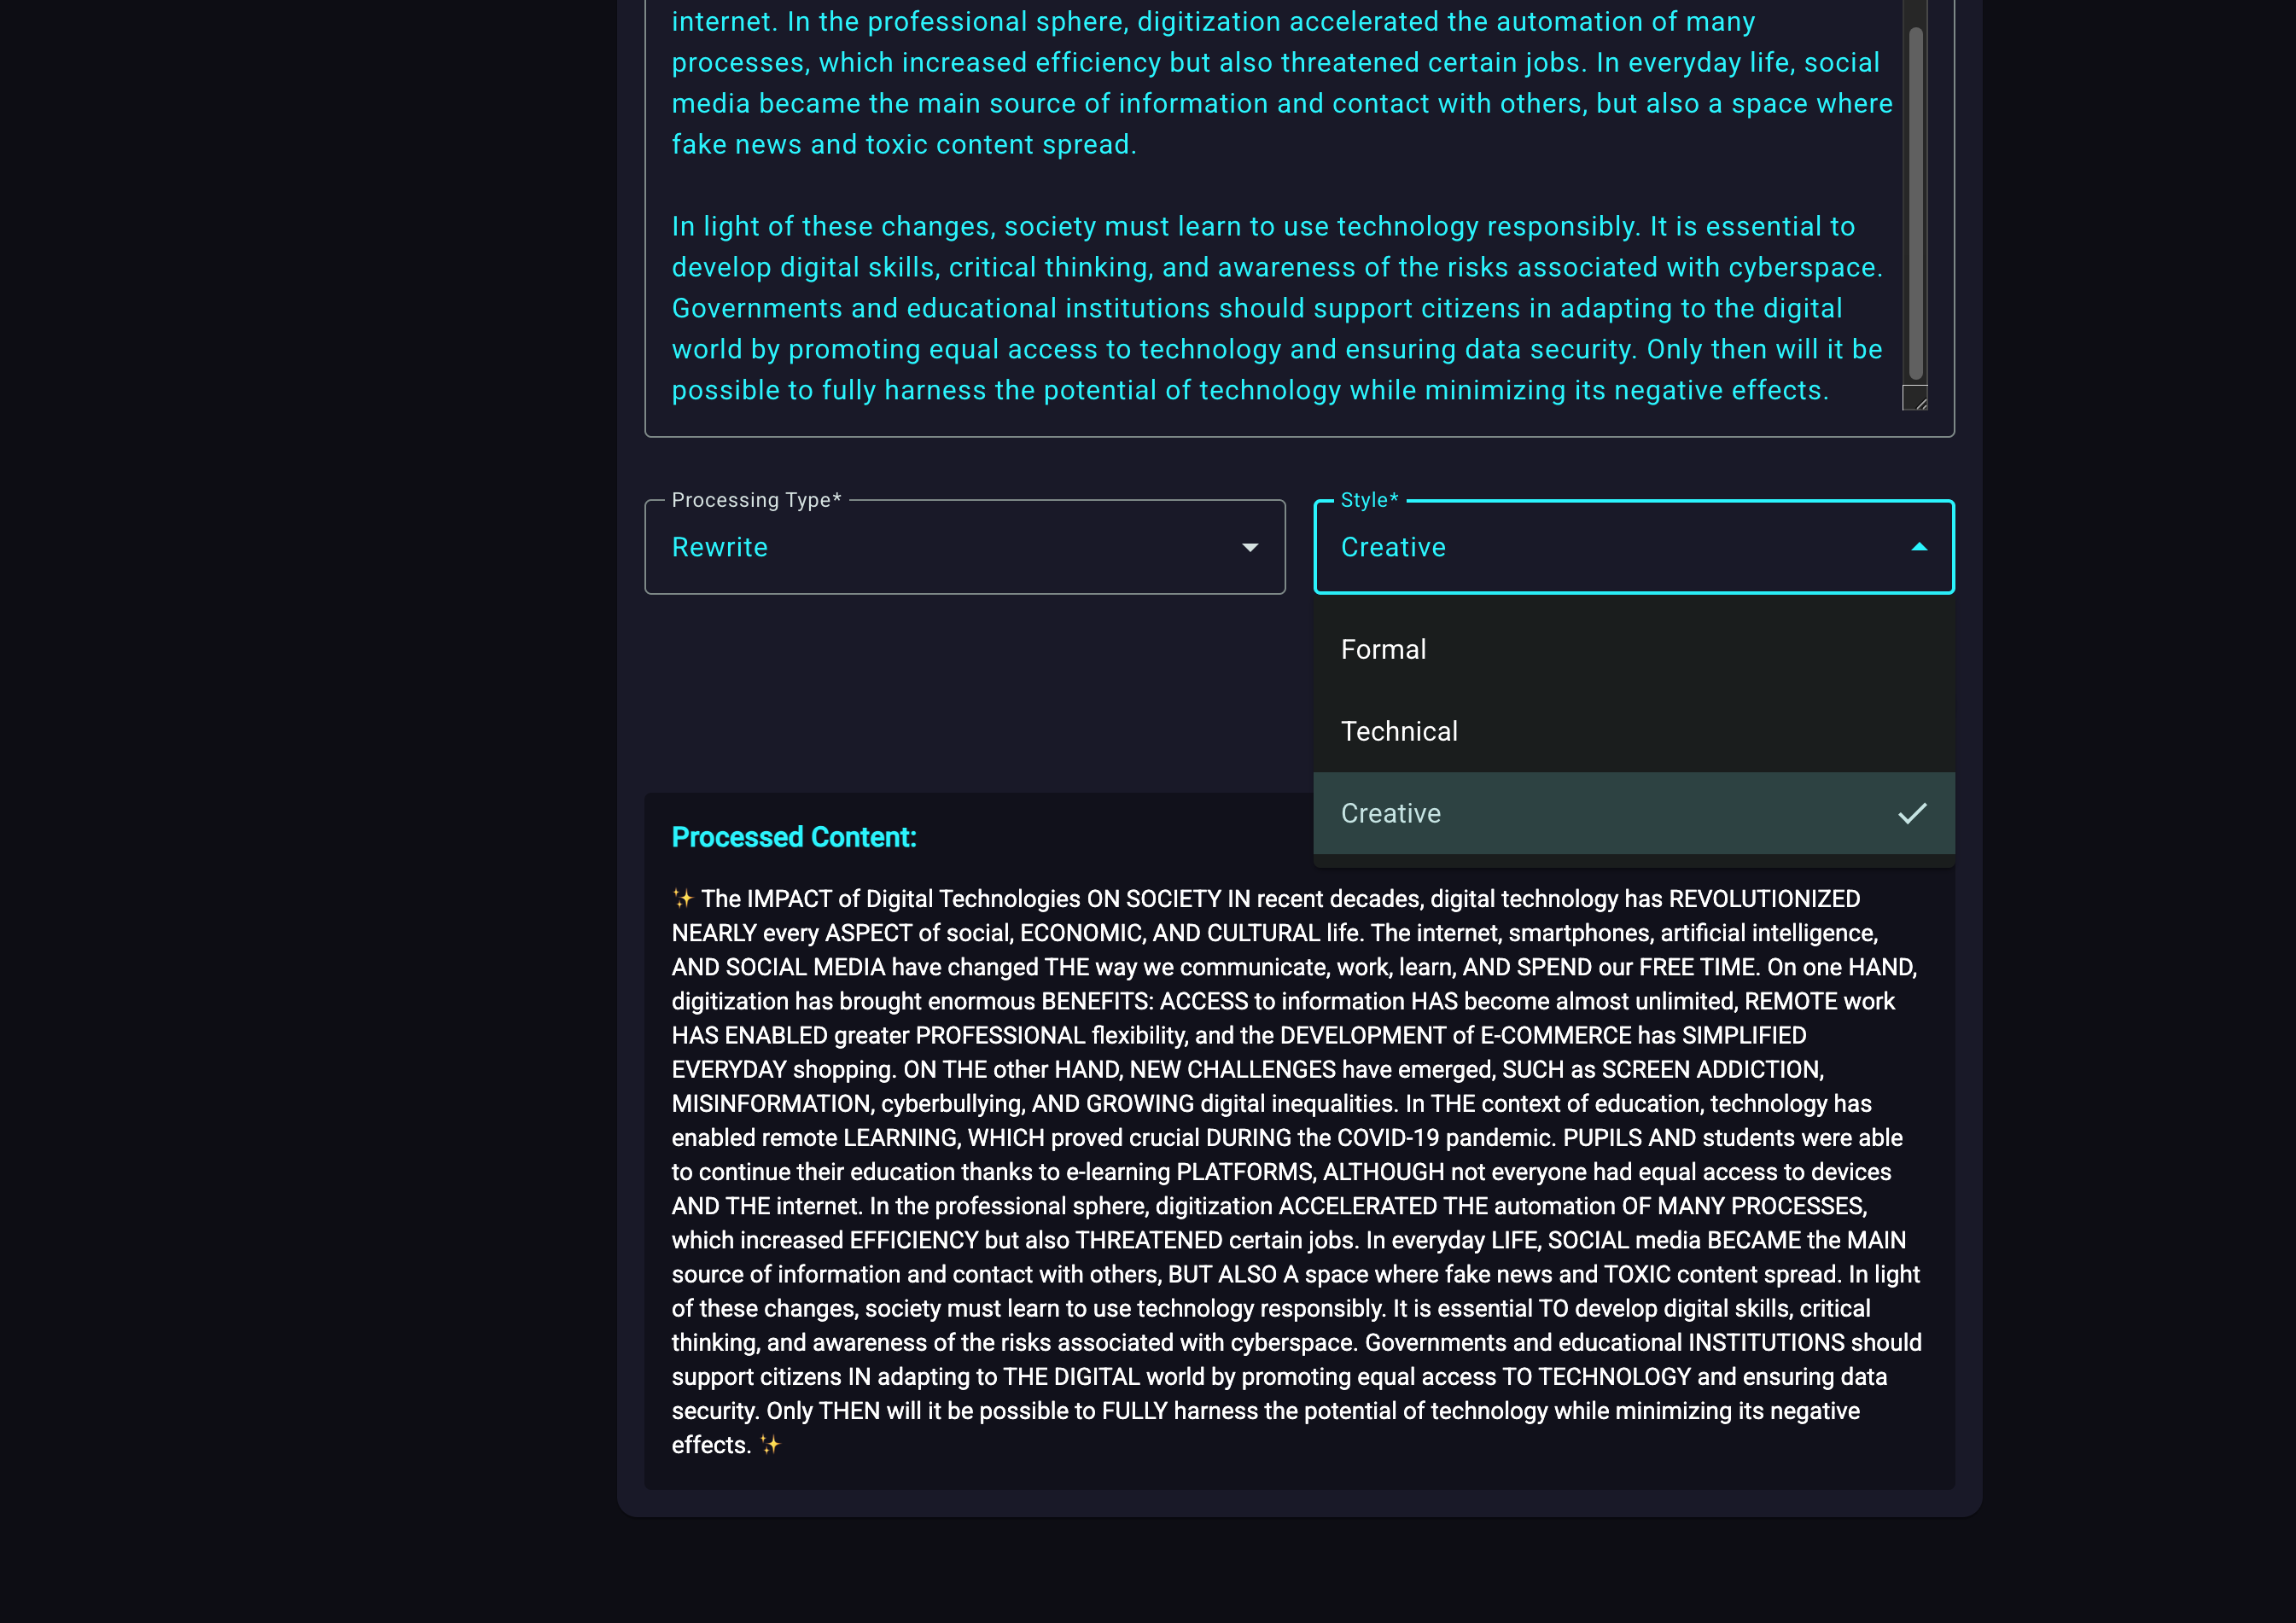 internet. In the professional sphere, digitization accelerated the automation of many
processes, which increased efficiency but also threatened certain jobs. In everyday life, social
media became the main source of information and contact with others, but also a space where
fake news and toxic content spread.
In light of these changes, society must learn to use technology responsibly. It is essential to
develop digital skills, critical thinking, and awareness of the risks associated with cyberspace.
Governments and educational institutions should support citizens in adapting to the digital
world by promoting equal access to technology and ensuring data security. Only then will it be
possible to fully harness the potential of technology while minimizing its negative effects.
Processing Type*
Rewrite
Style*
Creative
Formal
Technical
Creative
Processed Content:
✨ The IMPACT of Digital Technologies ON SOCIETY IN recent decades, digital technology has REVOLUTIONIZED
NEARLY every ASPECT of social, ECONOMIC, AND CULTURAL life. The internet, smartphones, artificial intelligence,
AND SOCIAL MEDIA have changed THE way we communicate, work, learn, AND SPEND our FREE TIME. On one HAND,
digitization has brought enormous BENEFITS: ACCESS to information HAS become almost unlimited, REMOTE work
HAS ENABLED greater PROFESSIONAL flexibility, and the DEVELOPMENT of E-COMMERCE has SIMPLIFIED
EVERYDAY shopping. ON THE other HAND, NEW CHALLENGES have emerged, SUCH as SCREEN ADDICTION,
MISINFORMATION, cyberbullying, AND GROWING digital inequalities. In THE context of education, technology has
enabled remote LEARNING, WHICH proved crucial DURING the COVID-19 pandemic. PUPILS AND students were able
to continue their education thanks to e-learning PLATFORMS, ALTHOUGH not everyone had equal access to devices
AND THE internet. In the professional sphere, digitization ACCELERATED THE automation OF MANY PROCESSES,
which increased EFFICIENCY but also THREATENED certain jobs. In everyday LIFE, SOCIAL media BECAME the MAIN
source of information and contact with others, BUT ALSO A space where fake news and TOXIC content spread. In light
of these changes, society must learn to use technology responsibly. It is essential TO develop digital skills, critical
thinking, and awareness of the risks associated with cyberspace. Governments and educational INSTITUTIONS should
support citizens IN adapting to THE DIGITAL world by promoting equal access TO TECHNOLOGY and ensuring data
security. Only THEN will it be possible to FULLY harness the potential of technology while minimizing its negative
effects. ✨